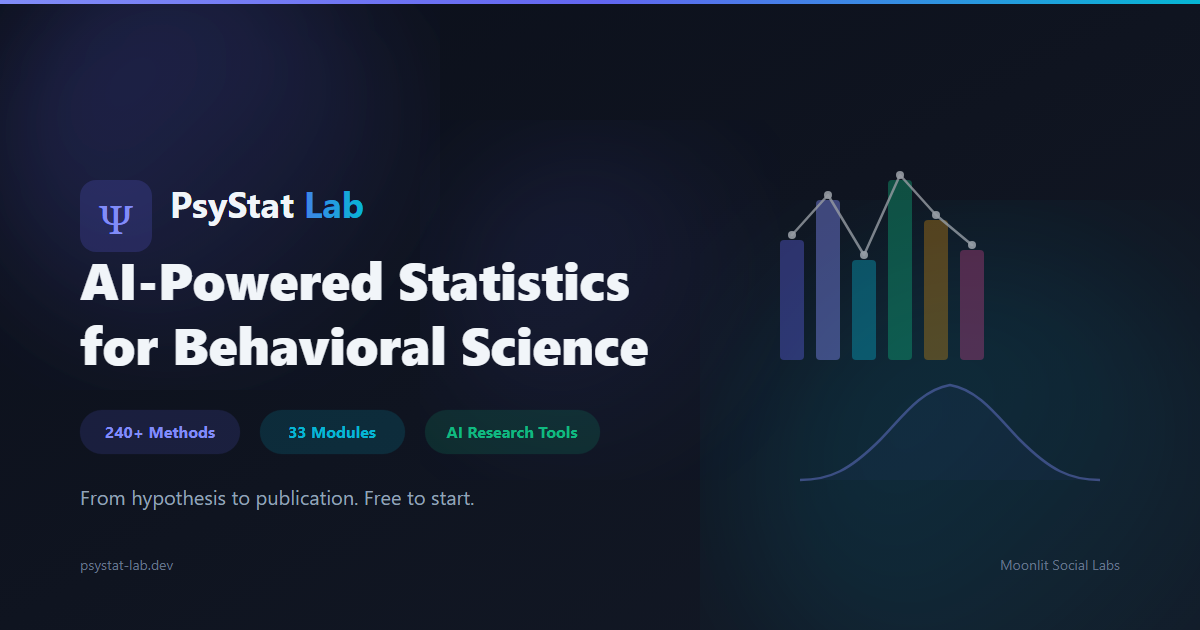 Ψ
PsyStat Lab
AI-Powered Statistics
for Behavioral Science
240+ Methods
33 Modules
AI Research Tools
From hypothesis to publication. Free to start.
psystat-lab.dev
Moonlit Social Labs